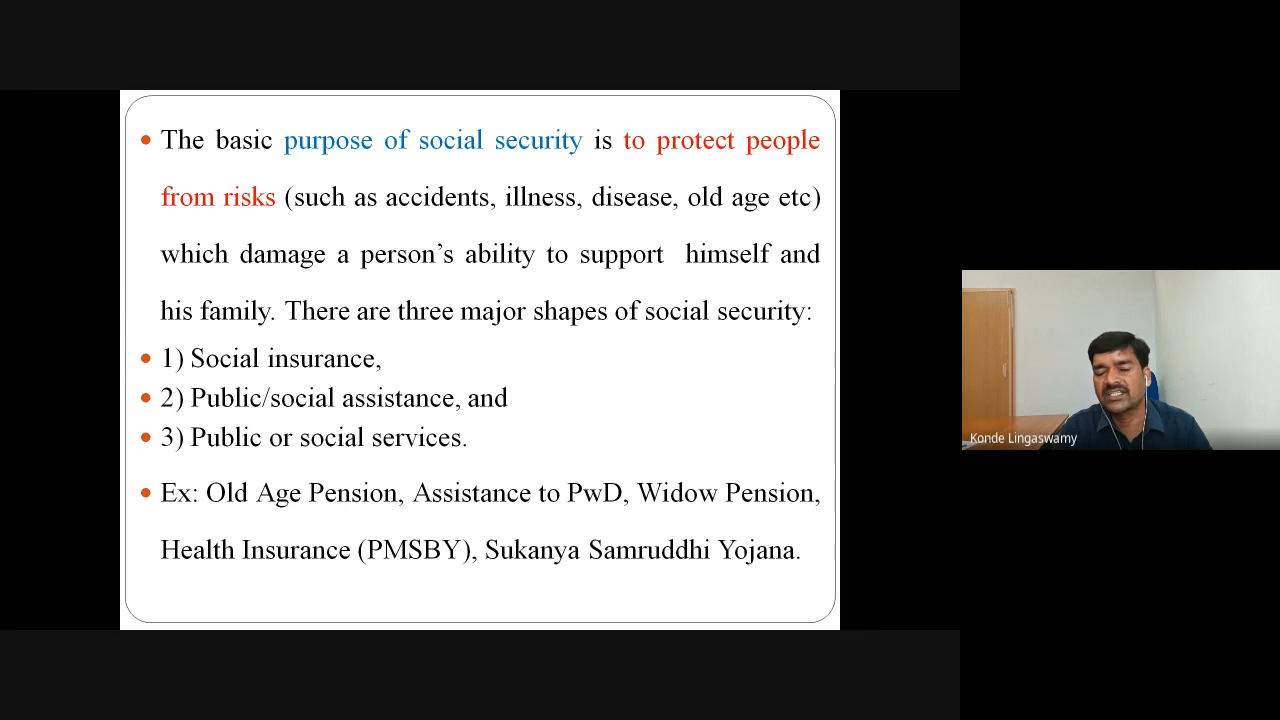 The basic purpose of social security is to protect people
from risks (such as accidents, illness, disease, old age etc)
which damage a person’s ability to support himself and
his family. There are three major shapes of social security:
1) Social insurance,
2) Public/social assistance, and
3) Public or social services.
Ex: Old Age Pension, Assistance to PwD, Widow Pension,
Health Insurance (PMSBY), Sukanya Samruddhi Yojana.
Konde Lingaswamy